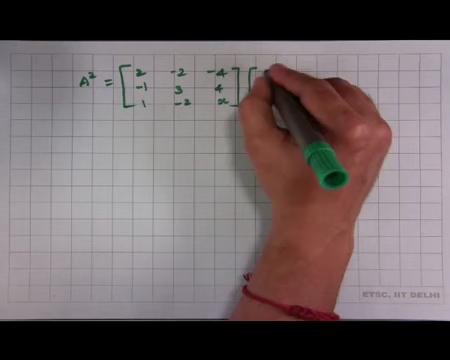 A² = [ 2 -2 -4 ] [
-1 3 4
1 -2 x
ETSC, IIT DELHI